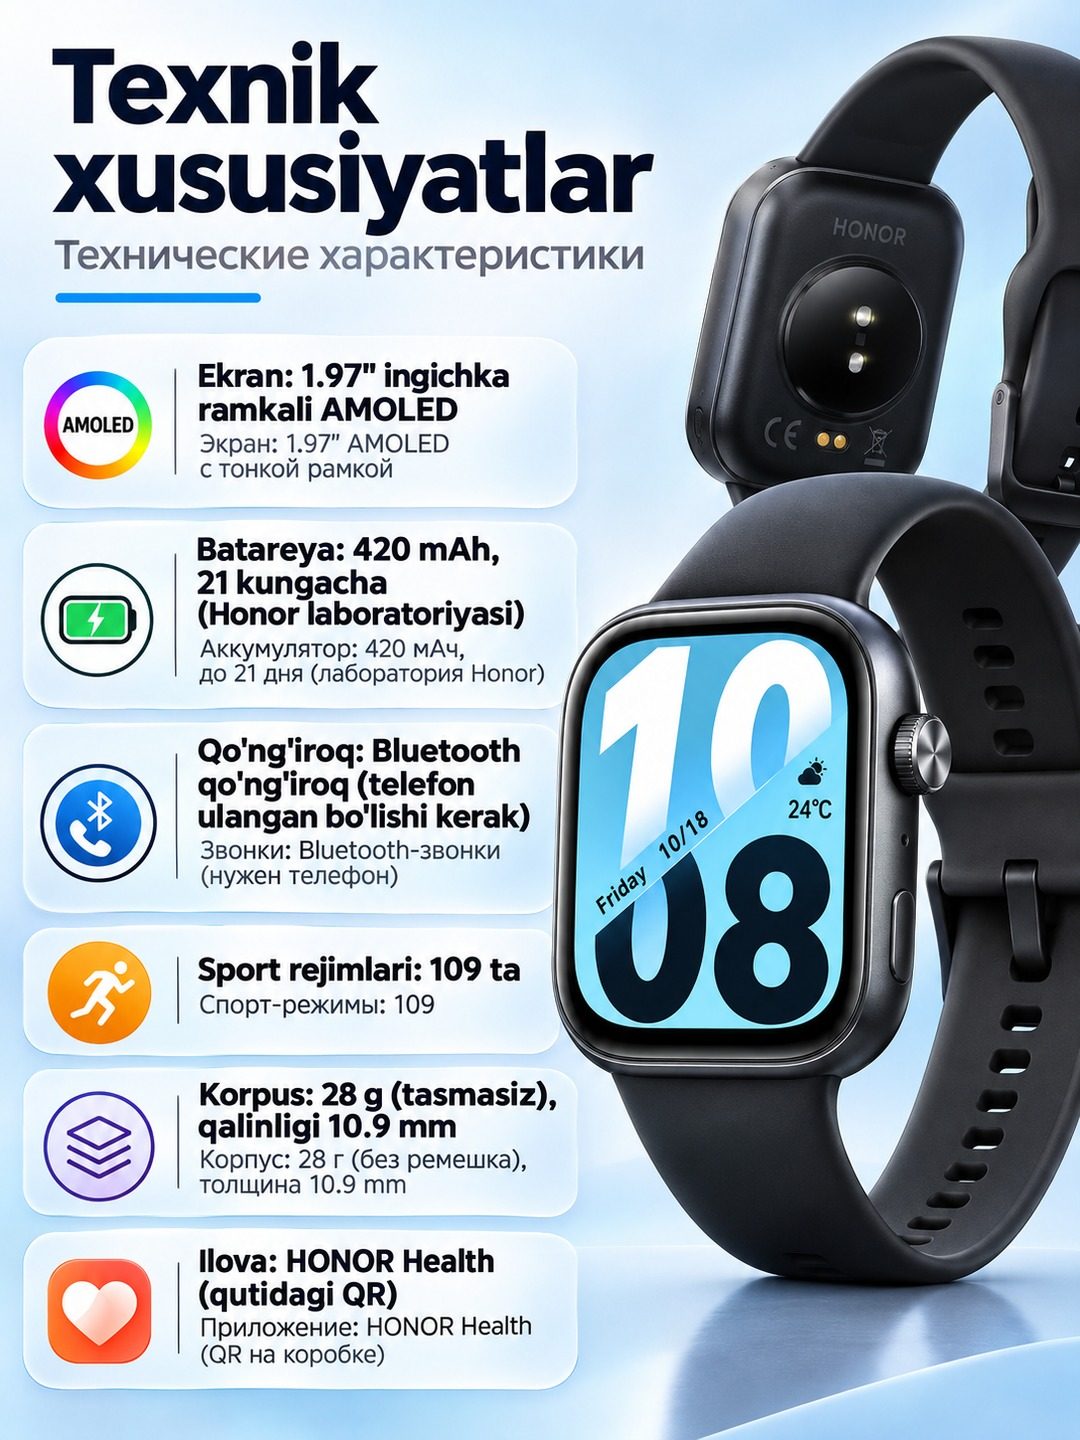 Texnik
xususiyatlar
Технические характеристики
AMOLED
Ekran: 1.97" ingichka
ramkali AMOLED
Экран: 1.97" AMOLED
с тонкой рамкой
Batareya: 420 mAh,
21 kungacha
(Honor laboratoriyasi)
Аккумулятор: 420 мАч,
до 21 дня (лаборатория Honor)
Qo'ng'iroq: Bluetooth
qo'ng'iroq (telefon
ulangan bo'lishi kerak)
Звонки: Bluetooth-звонки
(нужен телефон)
Sport rejimlari: 109 ta
Спорт-режимы: 109
Korpus: 28 g (tasmasiz),
qalinligi 10.9 mm
Корпус: 28 г (без ремешка),
толщина 10.9 mm
Ilova: HONOR Health
(qutidagi QR)
Приложение: HONOR Health
(QR на коробке)
HONOR
CE
10
24°C
Friday 10/18
08